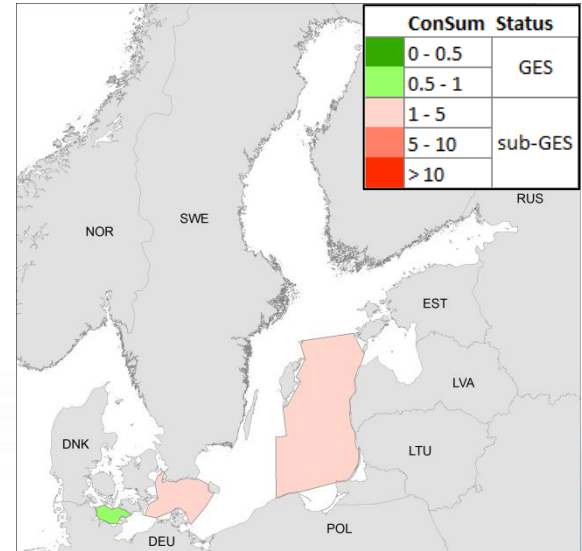 ConSum Status
0 - 0.5
GES
0.5 - 1
1 - 5
5 - 10
sub-GES
> 10
RUS
SWE
NOR
EST
LVA
DNK
LTU
POL
DEU